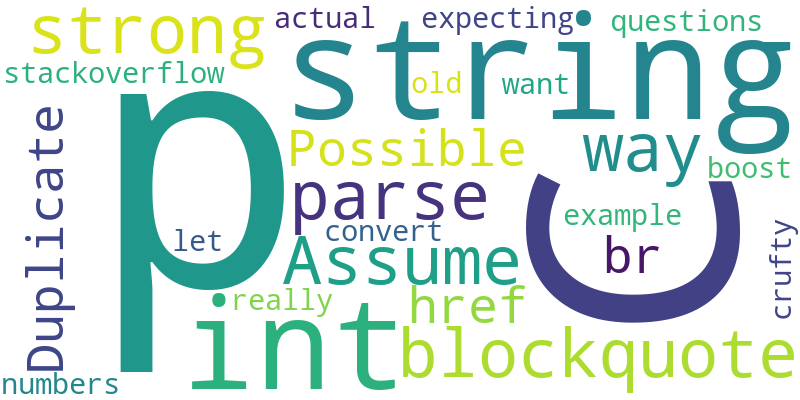 strong
actual
expecting
questions
stackoverflow
string
old
want
p
Possible
way
boost
Duplicate
parse
c
example
let
convert
br
crufty
Assume
really
href
int
blockquote
numbers